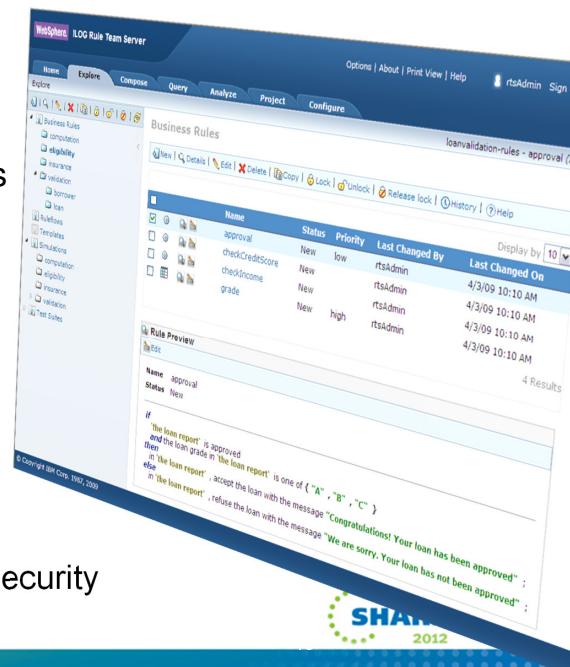 WebSphere. ILOG Rule Team Server
Options | About | Print View | Help
rtsAdmin Sign
Home Explore Compose Query Analyze Project Configure
Explore
loanvalidation-rules - approval (
Business Rules
New | Details | Edit | Delete | Copy | Lock | Unlock | Release lock | History | Help
Business Rules
computation
eligibility
insurance
validation
borrower
loan
Ruleflows
Templates
Simulations
computation
eligibility
insurance
validation
Test Suites
Display by 10
Name Status Priority Last Changed By Last Changed On
approval New low rtsAdmin 4/3/09 10:10 AM
checkCreditScore New rtsAdmin 4/3/09 10:10 AM
checkIncome New rtsAdmin 4/3/09 10:10 AM
grade New high rtsAdmin 4/3/09 10:10 AM
4 Results
Rule Preview
Edit
Name approval
Status New
if
'the loan report' is approved
and the loan grade in 'the loan report' is one of { "A" , "B" , "C" }
then
in 'the loan report' , accept the loan with the message "Congratulations! Your loan has been approved" ;
else
in 'the loan report' , refuse the loan with the message "We are sorry. Your loan has not been approved" ;
© Copyright IBM Corp. 1987, 2009
s
ecurity
SHAR
2012